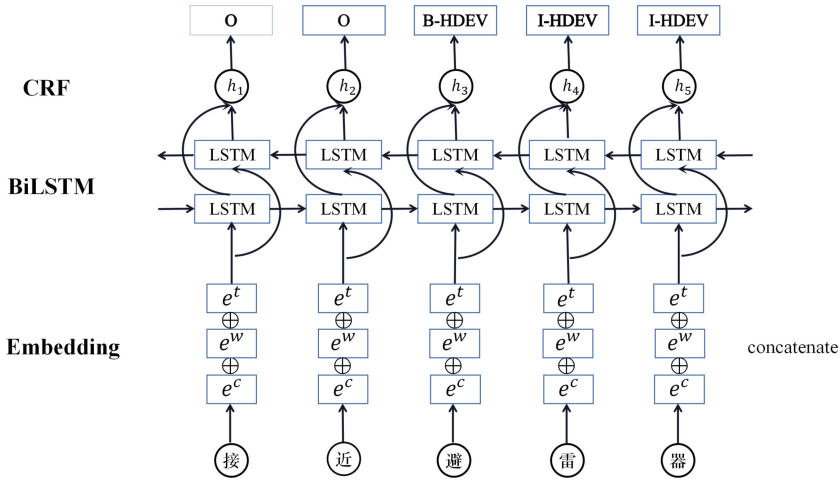 O O B-HDEV I-HDEV I-HDEV
CRF h₁ h₂ h₃ h₄ h₅
LSTM LSTM LSTM LSTM LSTM
BiLSTM
LSTM LSTM LSTM LSTM LSTM
eᵗ eᵗ eᵗ eᵗ eᵗ
⊕ ⊕ ⊕ ⊕ ⊕
Embedding eʷ eʷ eʷ eʷ eʷ concatenate
⊕ ⊕ ⊕ ⊕ ⊕
eᶜ eᶜ eᶜ eᶜ eᶜ
接 近 避 雷 器